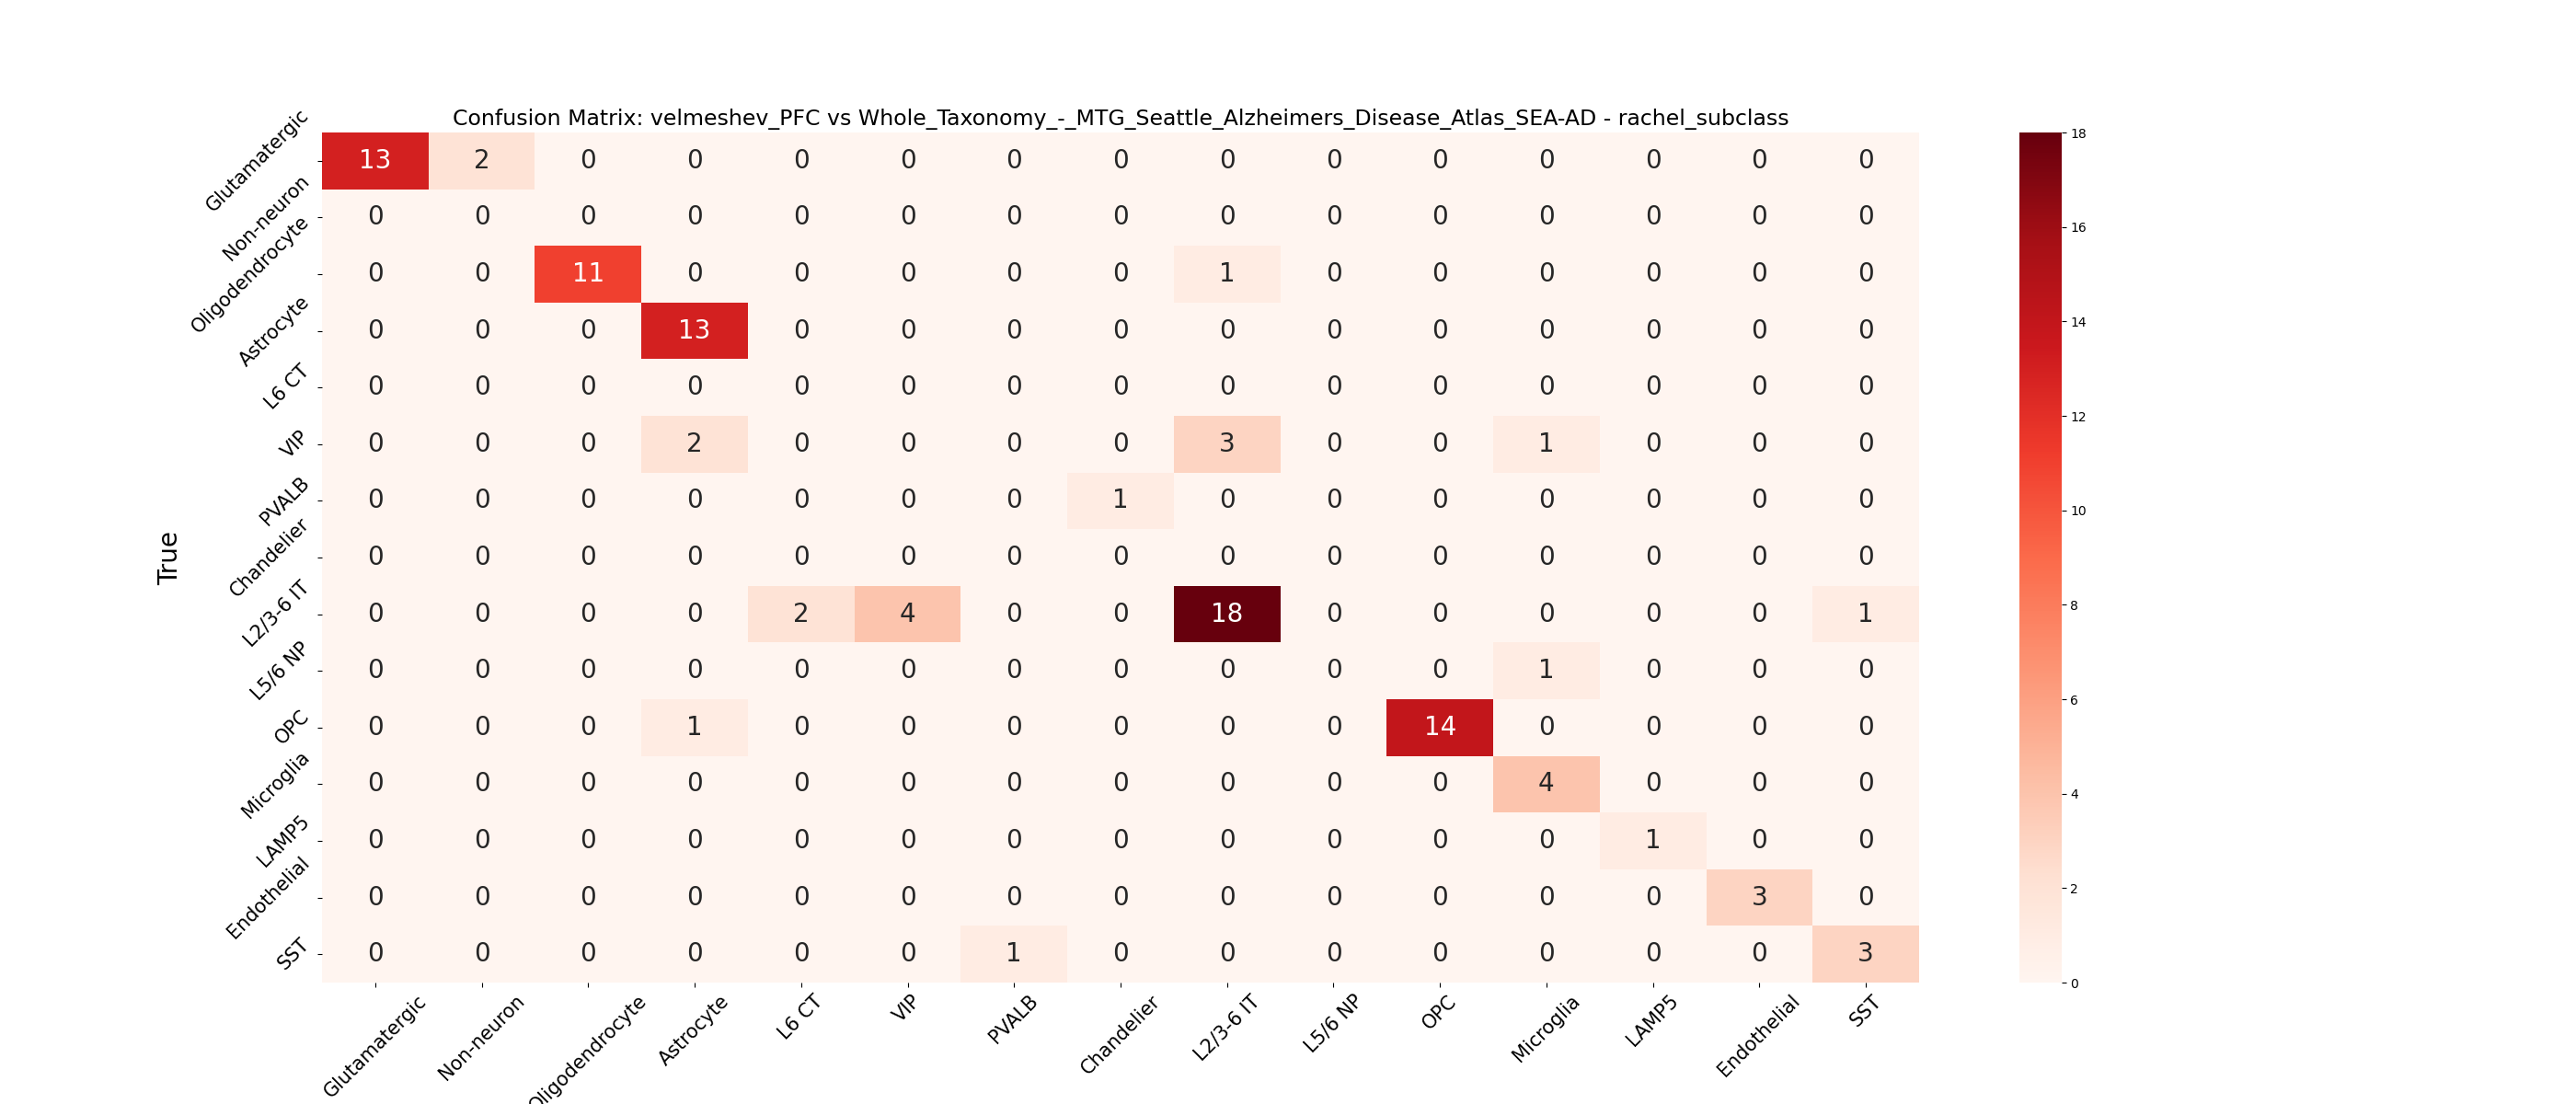 Confusion Matrix: velmeshev_PFC vs Whole_Taxonomy_-_MTG_Seattle_Alzheimers_Disease_Atlas_SEA-AD - rachel_subclass
True
Glutamatergic 13 2 0 0 0 0 0 0 0 0 0 0 0 0 0
Non-neuron 0 0 0 0 0 0 0 0 0 0 0 0 0 0 0
Oligodendrocyte 0 0 11 0 0 0 0 0 1 0 0 0 0 0 0
Astrocyte 0 0 0 13 0 0 0 0 0 0 0 0 0 0 0
L6 CT 0 0 0 0 0 0 0 0 0 0 0 0 0 0 0
VIP 0 0 0 2 0 0 0 0 3 0 0 1 0 0 0
PVALB 0 0 0 0 0 0 0 1 0 0 0 0 0 0 0
Chandelier 0 0 0 0 0 0 0 0 0 0 0 0 0 0 0
L2/3-6 IT 0 0 0 0 2 4 0 0 18 0 0 0 0 0 1
L5/6 NP 0 0 0 0 0 0 0 0 0 0 0 1 0 0 0
OPC 0 0 0 1 0 0 0 0 0 0 14 0 0 0 0
Microglia 0 0 0 0 0 0 0 0 0 0 0 4 0 0 0
LAMP5 0 0 0 0 0 0 0 0 0 0 0 0 1 0 0
Endothelial 0 0 0 0 0 0 0 0 0 0 0 0 0 3 0
SST 0 0 0 0 0 0 1 0 0 0 0 0 0 0 3
Glutamatergic Non-neuron Oligodendrocyte Astrocyte L6 CT VIP PVALB Chandelier L2/3-6 IT L5/6 NP OPC Microglia LAMP5 Endothelial SST
18
16
14
12
10
8
6
4
2
0